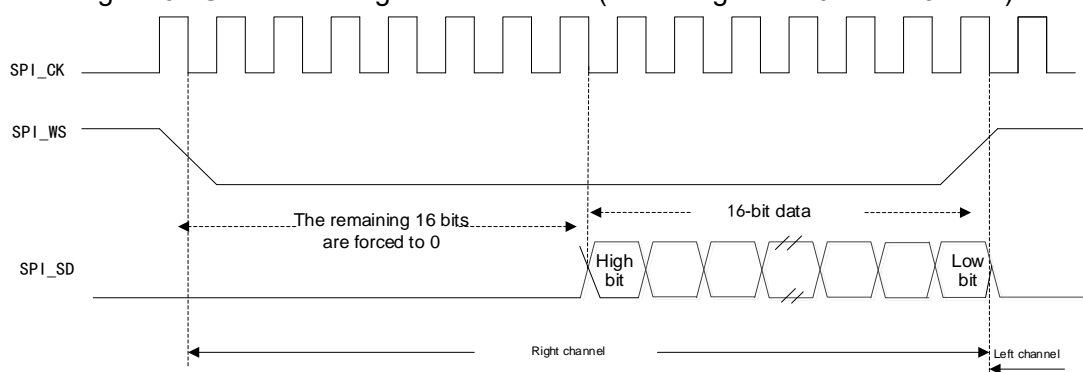 SPI_CK
SPI_WS
The remaining 16 bits
are forced to 0
16-bit data
SPI_SD
High
bit
Low
bit
Right channel
Left channel